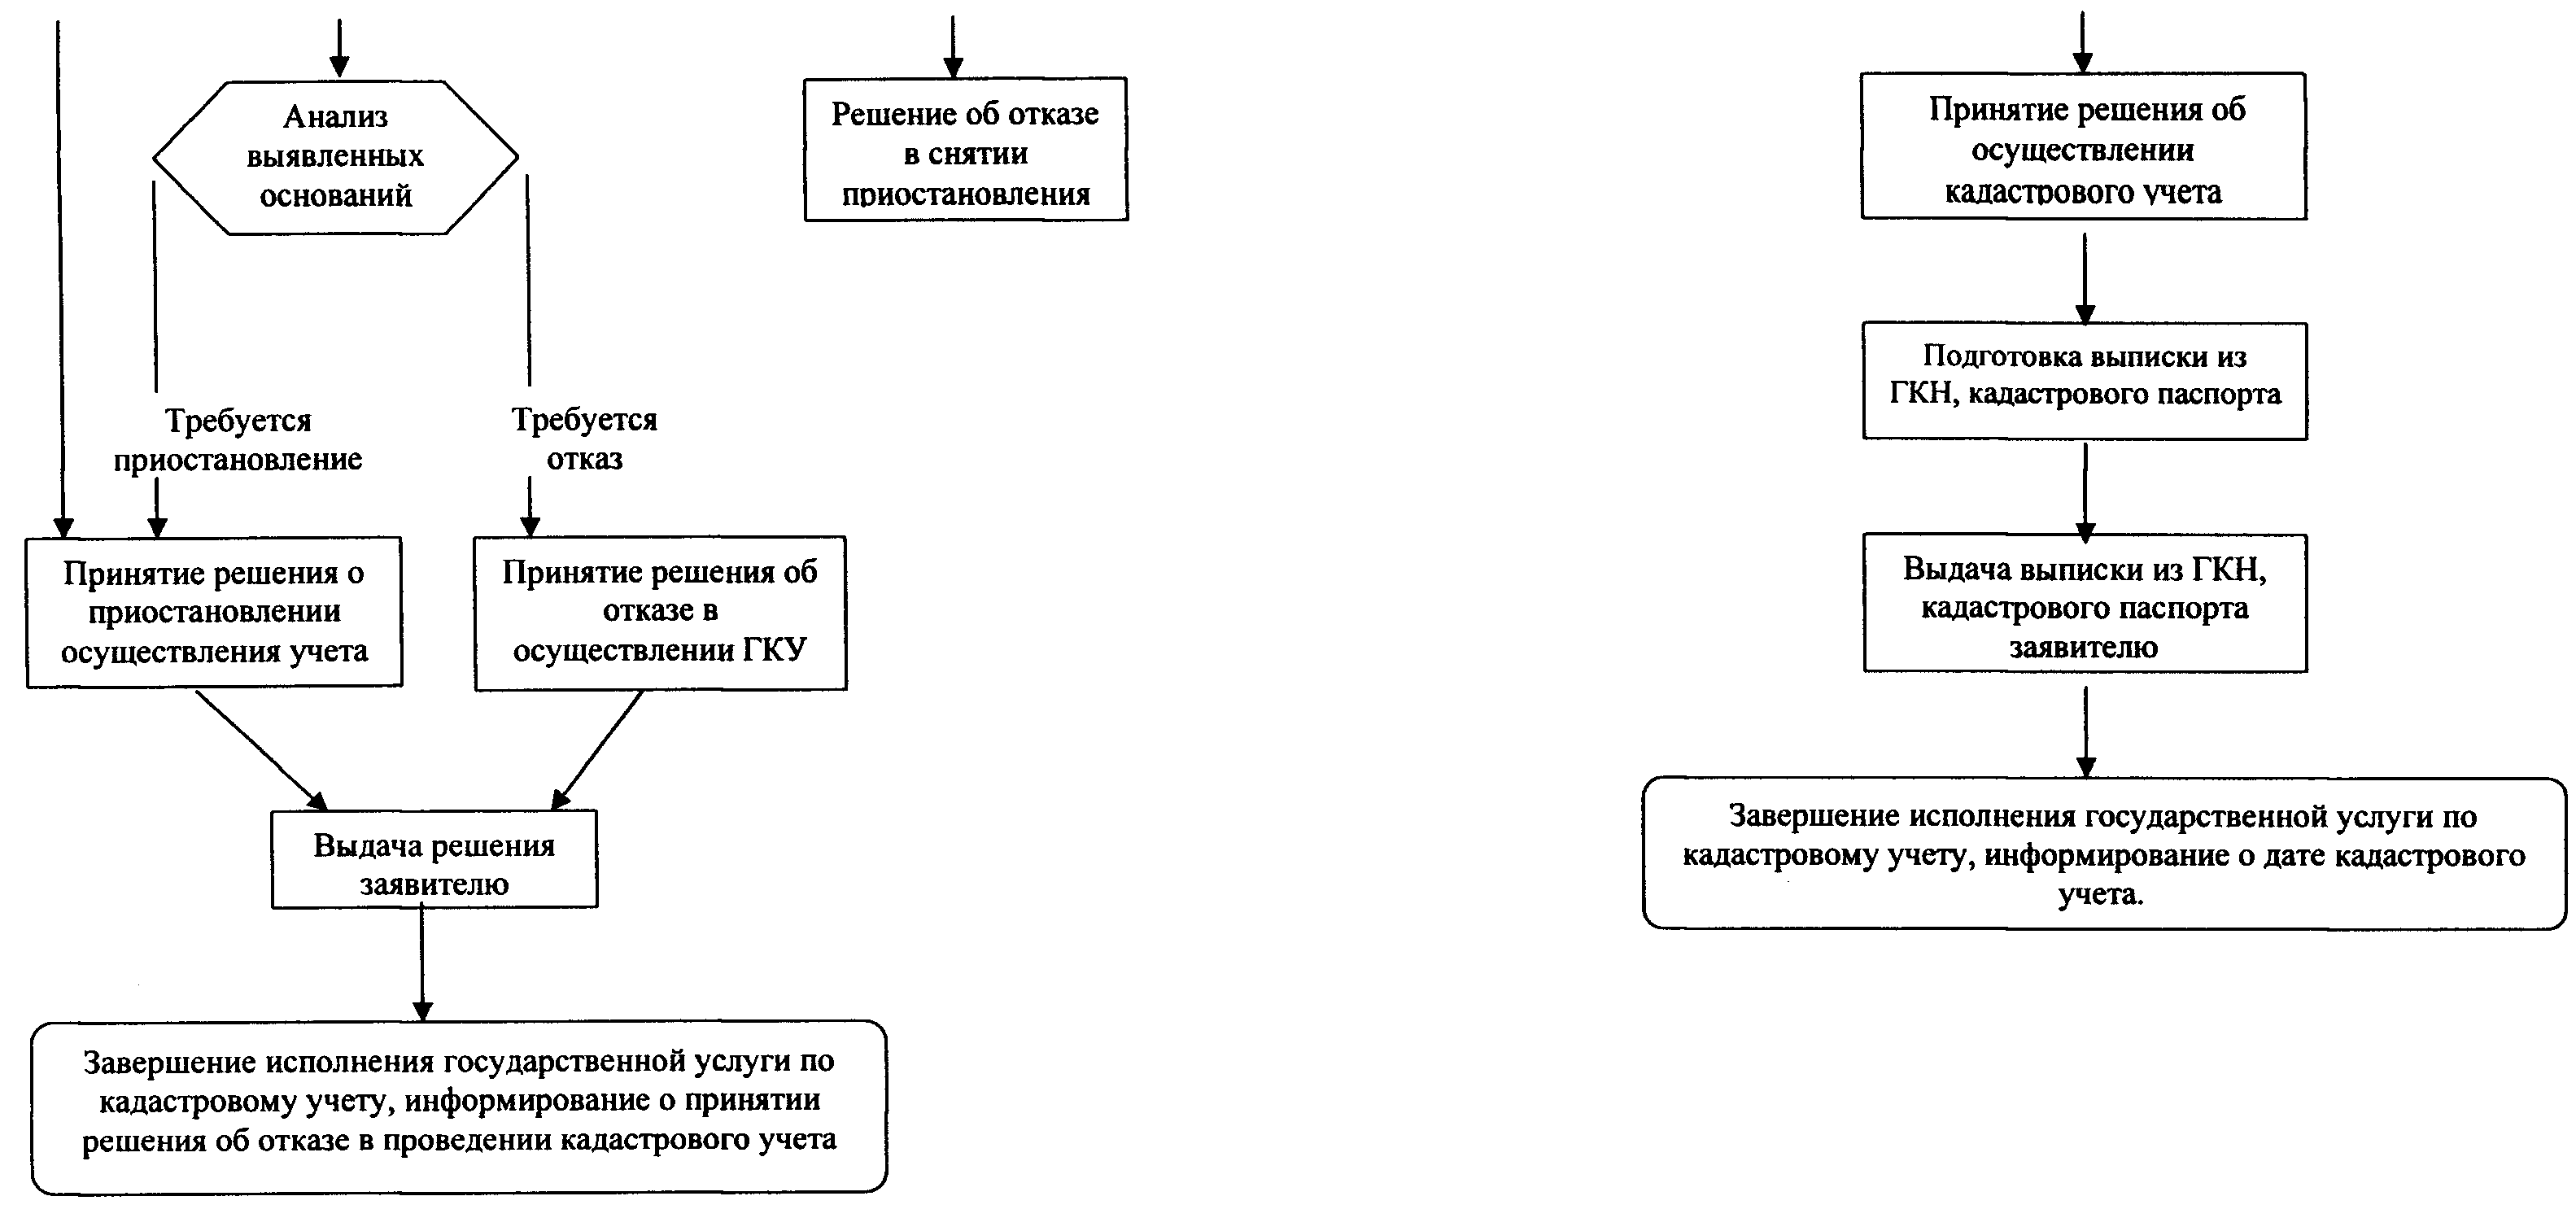 Анализ
выявленных
оснований
Решение об отказе
в снятии
приостановления
Принятие решения об
осуществлении
кадастрового учета
Требуется
приостановление
Требуется
отказ
Подготовка выписки из
ГКН, кадастрового паспорта
Принятие решения о
приостановлении
осуществления учета
Принятие решения об
отказе в
осуществлении ГКУ
Выдача выписки из ГКН,
кадастрового паспорта
заявителю
Выдача решения
заявителю
Завершение исполнения государственной услуги по
кадастровому учету, информирование о дате кадастрового
учета.
Завершение исполнения государственной услуги по
кадастровому учету, информирование о принятии
решения об отказе в проведении кадастрового учета